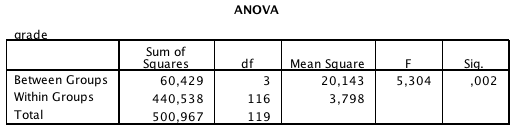 ANOVA
grade
Sum of Squares df Mean Square F Sig.
Between Groups 60,429 3 20,143 5,304 ,002
Within Groups 440,538 116 3,798
Total 500,967 119